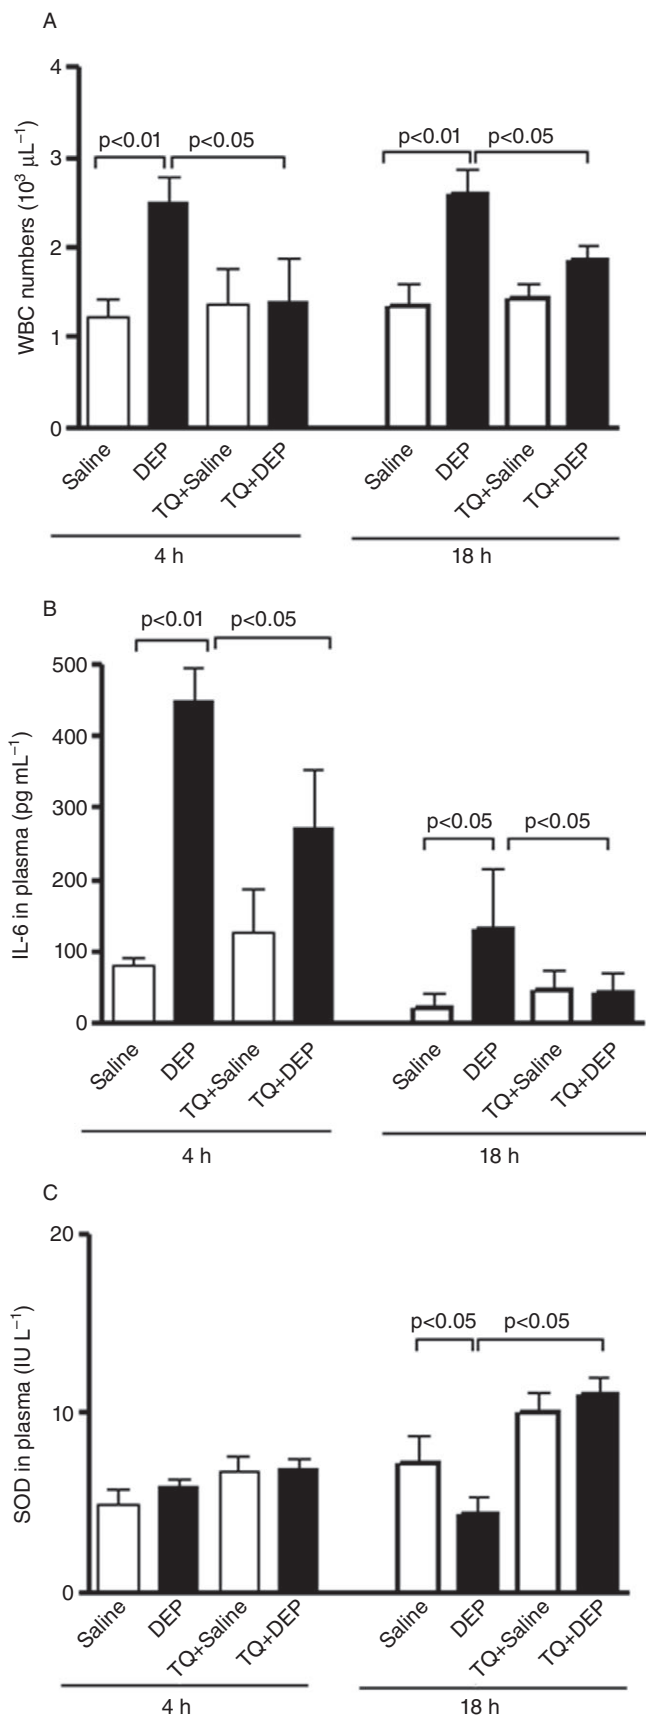 A
WBC numbers (10³ µL⁻¹)
4
3
2
1
0
p<0.01
p<0.05
p<0.01
p<0.05
Saline
DEP
TQ+Saline
TQ+DEP
Saline
DEP
TQ+Saline
TQ+DEP
4 h
18 h
B
IL-6 in plasma (pg mL⁻¹)
500
400
300
200
100
0
p<0.01
p<0.05
p<0.05
p<0.05
Saline
DEP
TQ+Saline
TQ+DEP
Saline
DEP
TQ+Saline
TQ+DEP
4 h
18 h
C
SOD in plasma (IU L⁻¹)
20
10
0
p<0.05
p<0.05
Saline
DEP
TQ+Saline
TQ+DEP
Saline
DEP
TQ+Saline
TQ+DEP
4 h
18 h